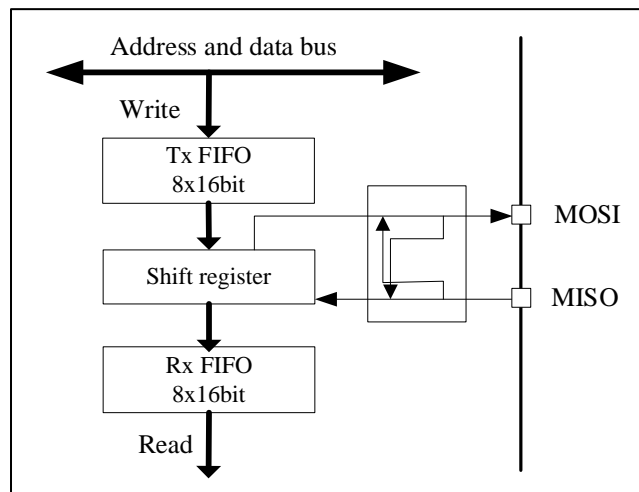 Address and data bus
Write
Tx FIFO
8x16bit
MOSI
Shift register
MISO
Rx FIFO
8x16bit
Read